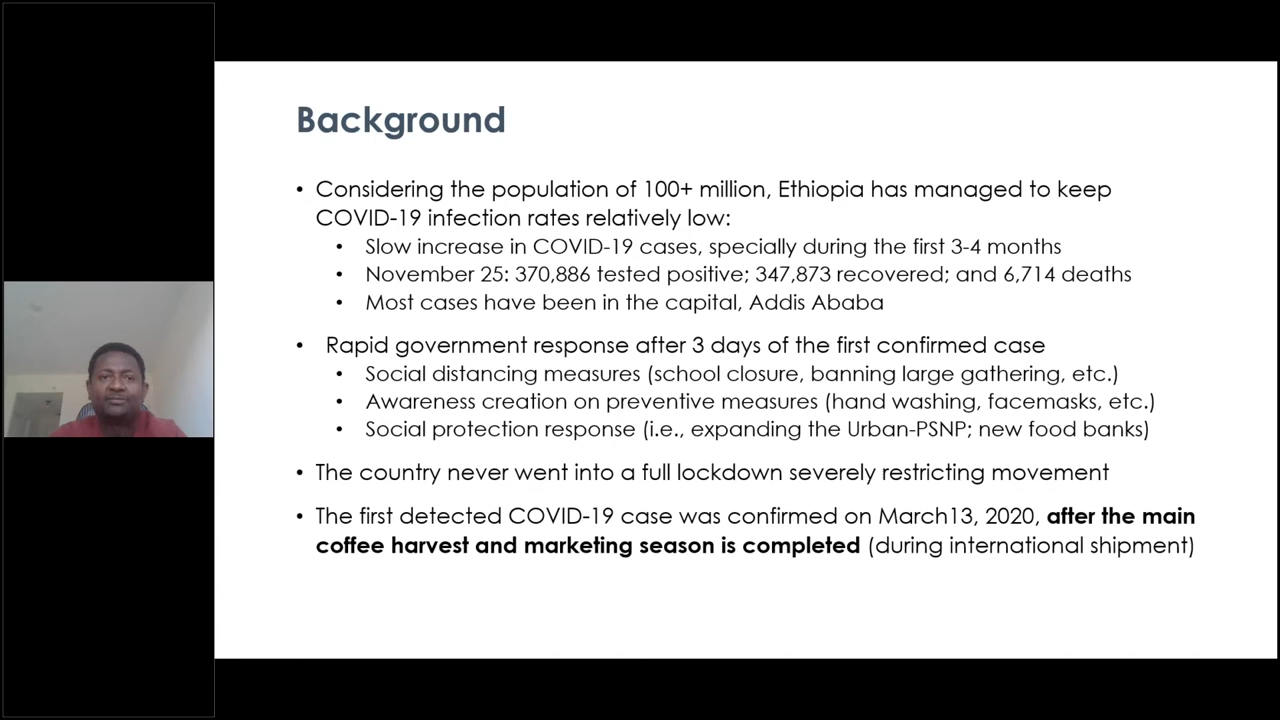 Background
• Considering the population of 100+ million, Ethiopia has managed to keep
COVID-19 infection rates relatively low:
• Slow increase in COVID-19 cases, specially during the first 3-4 months
• November 25: 370,886 tested positive; 347,873 recovered; and 6,714 deaths
• Most cases have been in the capital, Addis Ababa
• Rapid government response after 3 days of the first confirmed case
• Social distancing measures (school closure, banning large gathering, etc.)
• Awareness creation on preventive measures (hand washing, facemasks, etc.)
• Social protection response (i.e., expanding the Urban-PSNP; new food banks)
• The country never went into a full lockdown severely restricting movement
• The first detected COVID-19 case was confirmed on March13, 2020, after the main
coffee harvest and marketing season is completed (during international shipment)